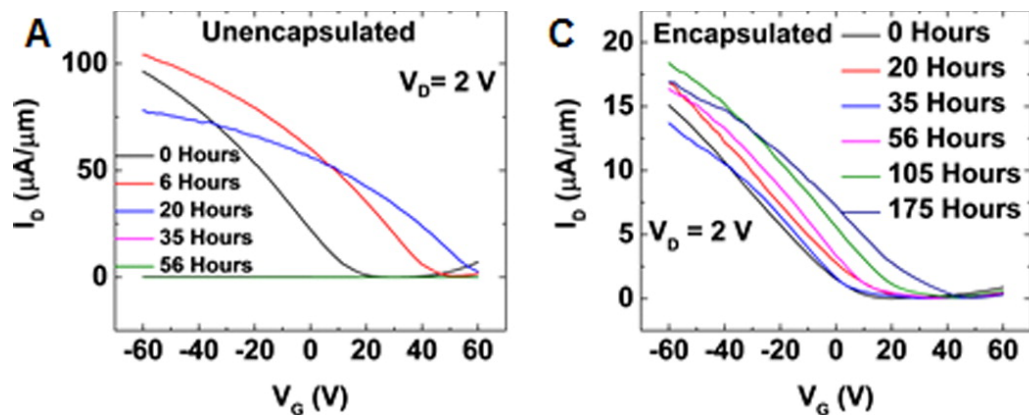 A
Unencapsulated
V_D= 2 V
100
50
0
I_D (μA/μm)
0 Hours
6 Hours
20 Hours
35 Hours
56 Hours
-60 -40 -20 0 20 40 60
V_G (V)
C
Encapsulated
0 Hours
20 Hours
35 Hours
56 Hours
105 Hours
175 Hours
V_D = 2 V
20
15
10
5
0
I_D (μA/μm)
-60 -40 -20 0 20 40 60
V_G (V)